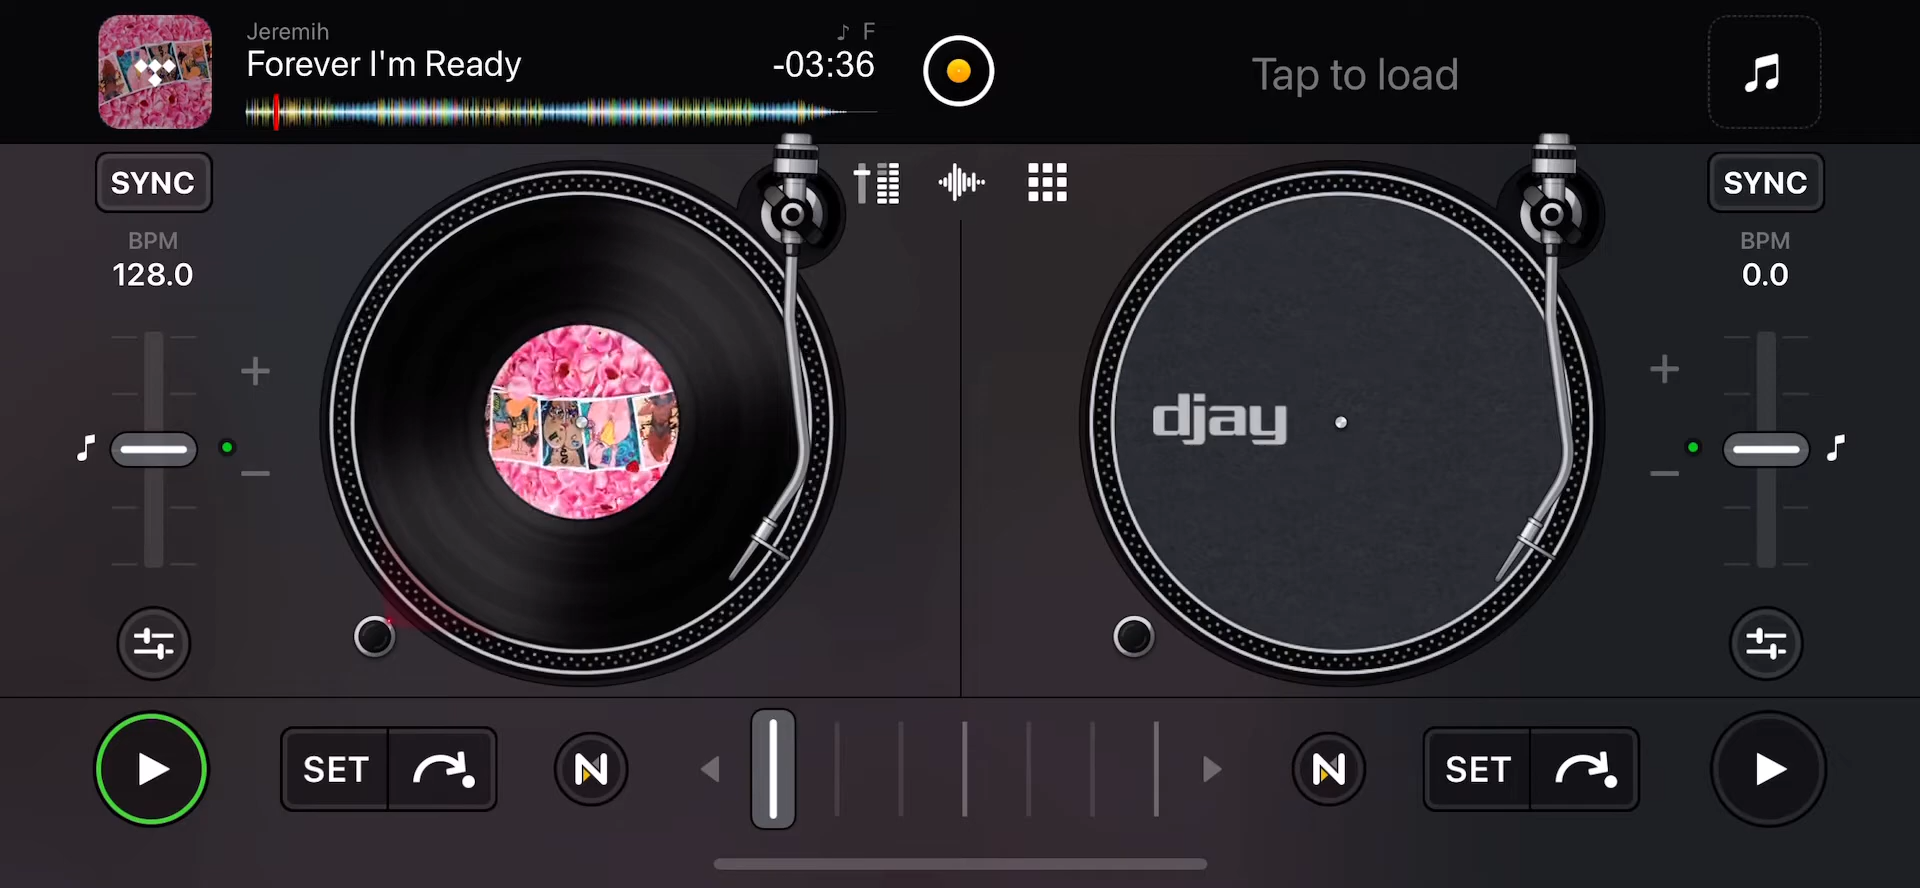 Jeremih
♪ F
Forever I'm Ready
-03:36
Tap to load
SYNC
SYNC
BPM
128.0
BPM
0.0
djay
SET
N
N
SET